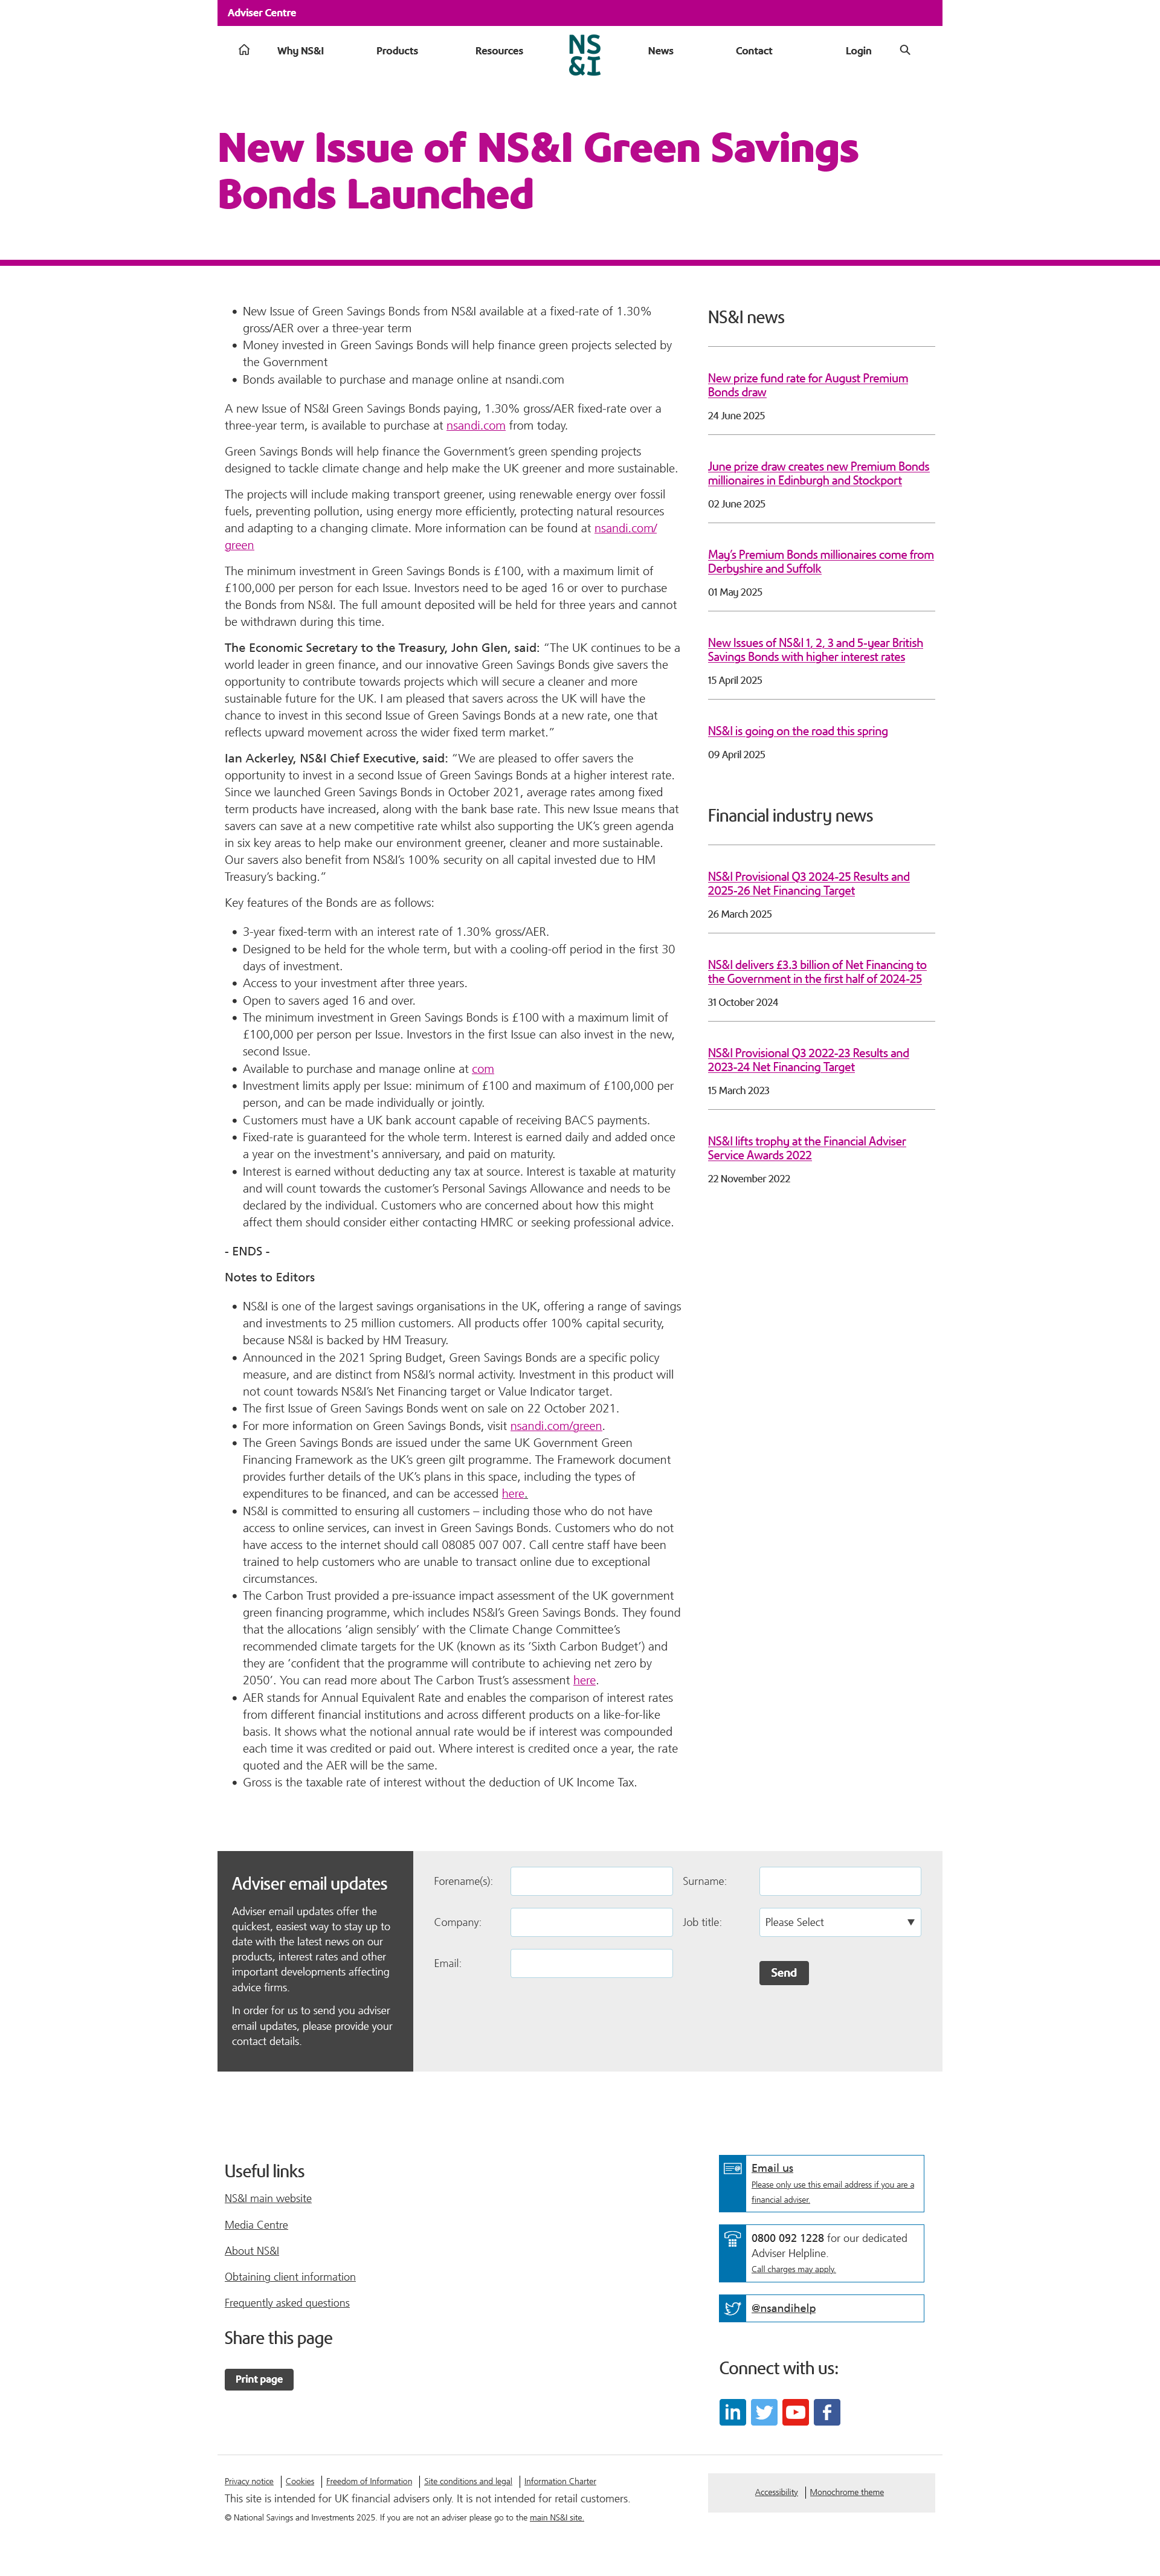 Adviser Centre
Why NS&I
Products
Resources
NS
&I
News
Contact
Login
New Issue of NS&I Green Savings
Bonds Launched
New Issue of Green Savings Bonds from NS&I available at a fixed-rate of 1.30%
gross/AER over a three-year term
Money invested in Green Savings Bonds will help finance green projects selected by
the Government
Bonds available to purchase and manage online at nsandi.com
A new Issue of NS&I Green Savings Bonds paying, 1.30% gross/AER fixed-rate over a
three-year term, is available to purchase at nsandi.com from today.
Green Savings Bonds will help finance the Government’s green spending projects
designed to tackle climate change and help make the UK greener and more sustainable.
The projects will include making transport greener, using renewable energy over fossil
fuels, preventing pollution, using energy more efficiently, protecting natural resources
and adapting to a changing climate. More information can be found at nsandi.com/
green
The minimum investment in Green Savings Bonds is £100, with a maximum limit of
£100,000 per person for each Issue. Investors need to be aged 16 or over to purchase
the Bonds from NS&I. The full amount deposited will be held for three years and cannot
be withdrawn during this time.
The Economic Secretary to the Treasury, John Glen, said: “The UK continues to be a
world leader in green finance, and our innovative Green Savings Bonds give savers the
opportunity to contribute towards projects which will secure a cleaner and more
sustainable future for the UK. I am pleased that savers across the UK will have the
chance to invest in this second Issue of Green Savings Bonds at a new rate, one that
reflects upward movement across the wider fixed term market.”
Ian Ackerley, NS&I Chief Executive, said: “We are pleased to offer savers the
opportunity to invest in a second Issue of Green Savings Bonds at a higher interest rate.
Since we launched Green Savings Bonds in October 2021, average rates among fixed
term products have increased, along with the bank base rate. This new Issue means that
savers can save at a new competitive rate whilst also supporting the UK’s green agenda
in six key areas to help make our environment greener, cleaner and more sustainable.
Our savers also benefit from NS&I’s 100% security on all capital invested due to HM
Treasury’s backing.”
Key features of the Bonds are as follows:
3-year fixed-term with an interest rate of 1.30% gross/AER.
Designed to be held for the whole term, but with a cooling-off period in the first 30
days of investment.
Access to your investment after three years.
Open to savers aged 16 and over.
The minimum investment in Green Savings Bonds is £100 with a maximum limit of
£100,000 per person per Issue. Investors in the first Issue can also invest in the new,
second Issue.
Available to purchase and manage online at com
Investment limits apply per Issue: minimum of £100 and maximum of £100,000 per
person, and can be made individually or jointly.
Customers must have a UK bank account capable of receiving BACS payments.
Fixed-rate is guaranteed for the whole term. Interest is earned daily and added once
a year on the investment's anniversary, and paid on maturity.
Interest is earned without deducting any tax at source. Interest is taxable at maturity
and will count towards the customer’s Personal Savings Allowance and needs to be
declared by the individual. Customers who are concerned about how this might
affect them should consider either contacting HMRC or seeking professional advice.
- ENDS -
Notes to Editors
NS&I is one of the largest savings organisations in the UK, offering a range of savings
and investments to 25 million customers. All products offer 100% capital security,
because NS&I is backed by HM Treasury.
Announced in the 2021 Spring Budget, Green Savings Bonds are a specific policy
measure, and are distinct from NS&I’s normal activity. Investment in this product will
not count towards NS&I’s Net Financing target or Value Indicator target.
The first Issue of Green Savings Bonds went on sale on 22 October 2021.
For more information on Green Savings Bonds, visit nsandi.com/green.
The Green Savings Bonds are issued under the same UK Government Green
Financing Framework as the UK’s green gilt programme. The Framework document
provides further details of the UK’s plans in this space, including the types of
expenditures to be financed, and can be accessed here.
NS&I is committed to ensuring all customers – including those who do not have
access to online services, can invest in Green Savings Bonds. Customers who do not
have access to the internet should call 08085 007 007. Call centre staff have been
trained to help customers who are unable to transact online due to exceptional
circumstances.
The Carbon Trust provided a pre-issuance impact assessment of the UK government
green financing programme, which includes NS&I’s Green Savings Bonds. They found
that the allocations ‘align sensibly’ with the Climate Change Committee’s
recommended climate targets for the UK (known as its ‘Sixth Carbon Budget’) and
they are ‘confident that the programme will contribute to achieving net zero by
2050’. You can read more about The Carbon Trust’s assessment here.
AER stands for Annual Equivalent Rate and enables the comparison of interest rates
from different financial institutions and across different products on a like-for-like
basis. It shows what the notional annual rate would be if interest was compounded
each time it was credited or paid out. Where interest is credited once a year, the rate
quoted and the AER will be the same.
Gross is the taxable rate of interest without the deduction of UK Income Tax.
NS&I news
New prize fund rate for August Premium
Bonds draw
24 June 2025
June prize draw creates new Premium Bonds
millionaires in Edinburgh and Stockport
02 June 2025
May’s Premium Bonds millionaires come from
Derbyshire and Suffolk
01 May 2025
New Issues of NS&I 1, 2, 3 and 5-year British
Savings Bonds with higher interest rates
15 April 2025
NS&I is going on the road this spring
09 April 2025
Financial industry news
NS&I Provisional Q3 2024-25 Results and
2025-26 Net Financing Target
26 March 2025
NS&I delivers £3.3 billion of Net Financing to
the Government in the first half of 2024-25
31 October 2024
NS&I Provisional Q3 2022-23 Results and
2023-24 Net Financing Target
15 March 2023
NS&I lifts trophy at the Financial Adviser
Service Awards 2022
22 November 2022
Adviser email updates
Adviser email updates offer the
quickest, easiest way to stay up to
date with the latest news on our
products, interest rates and other
important developments affecting
advice firms.
In order for us to send you adviser
email updates, please provide your
contact details.
Forename(s):
Surname:
Company:
Job title:
Please Select
Email:
Send
Useful links
NS&I main website
Media Centre
About NS&I
Obtaining client information
Frequently asked questions
Share this page
Print page
Email us
Please only use this email address if you are a
financial adviser.
0800 092 1228 for our dedicated
Adviser Helpline.
Call charges may apply.
@nsandihelp
Connect with us:
Privacy notice
Cookies
Freedom of Information
Site conditions and legal
Information Charter
This site is intended for UK financial advisers only. It is not intended for retail customers.
© National Savings and Investments 2025. If you are not an adviser please go to the main NS&I site.
Accessibility
Monochrome theme